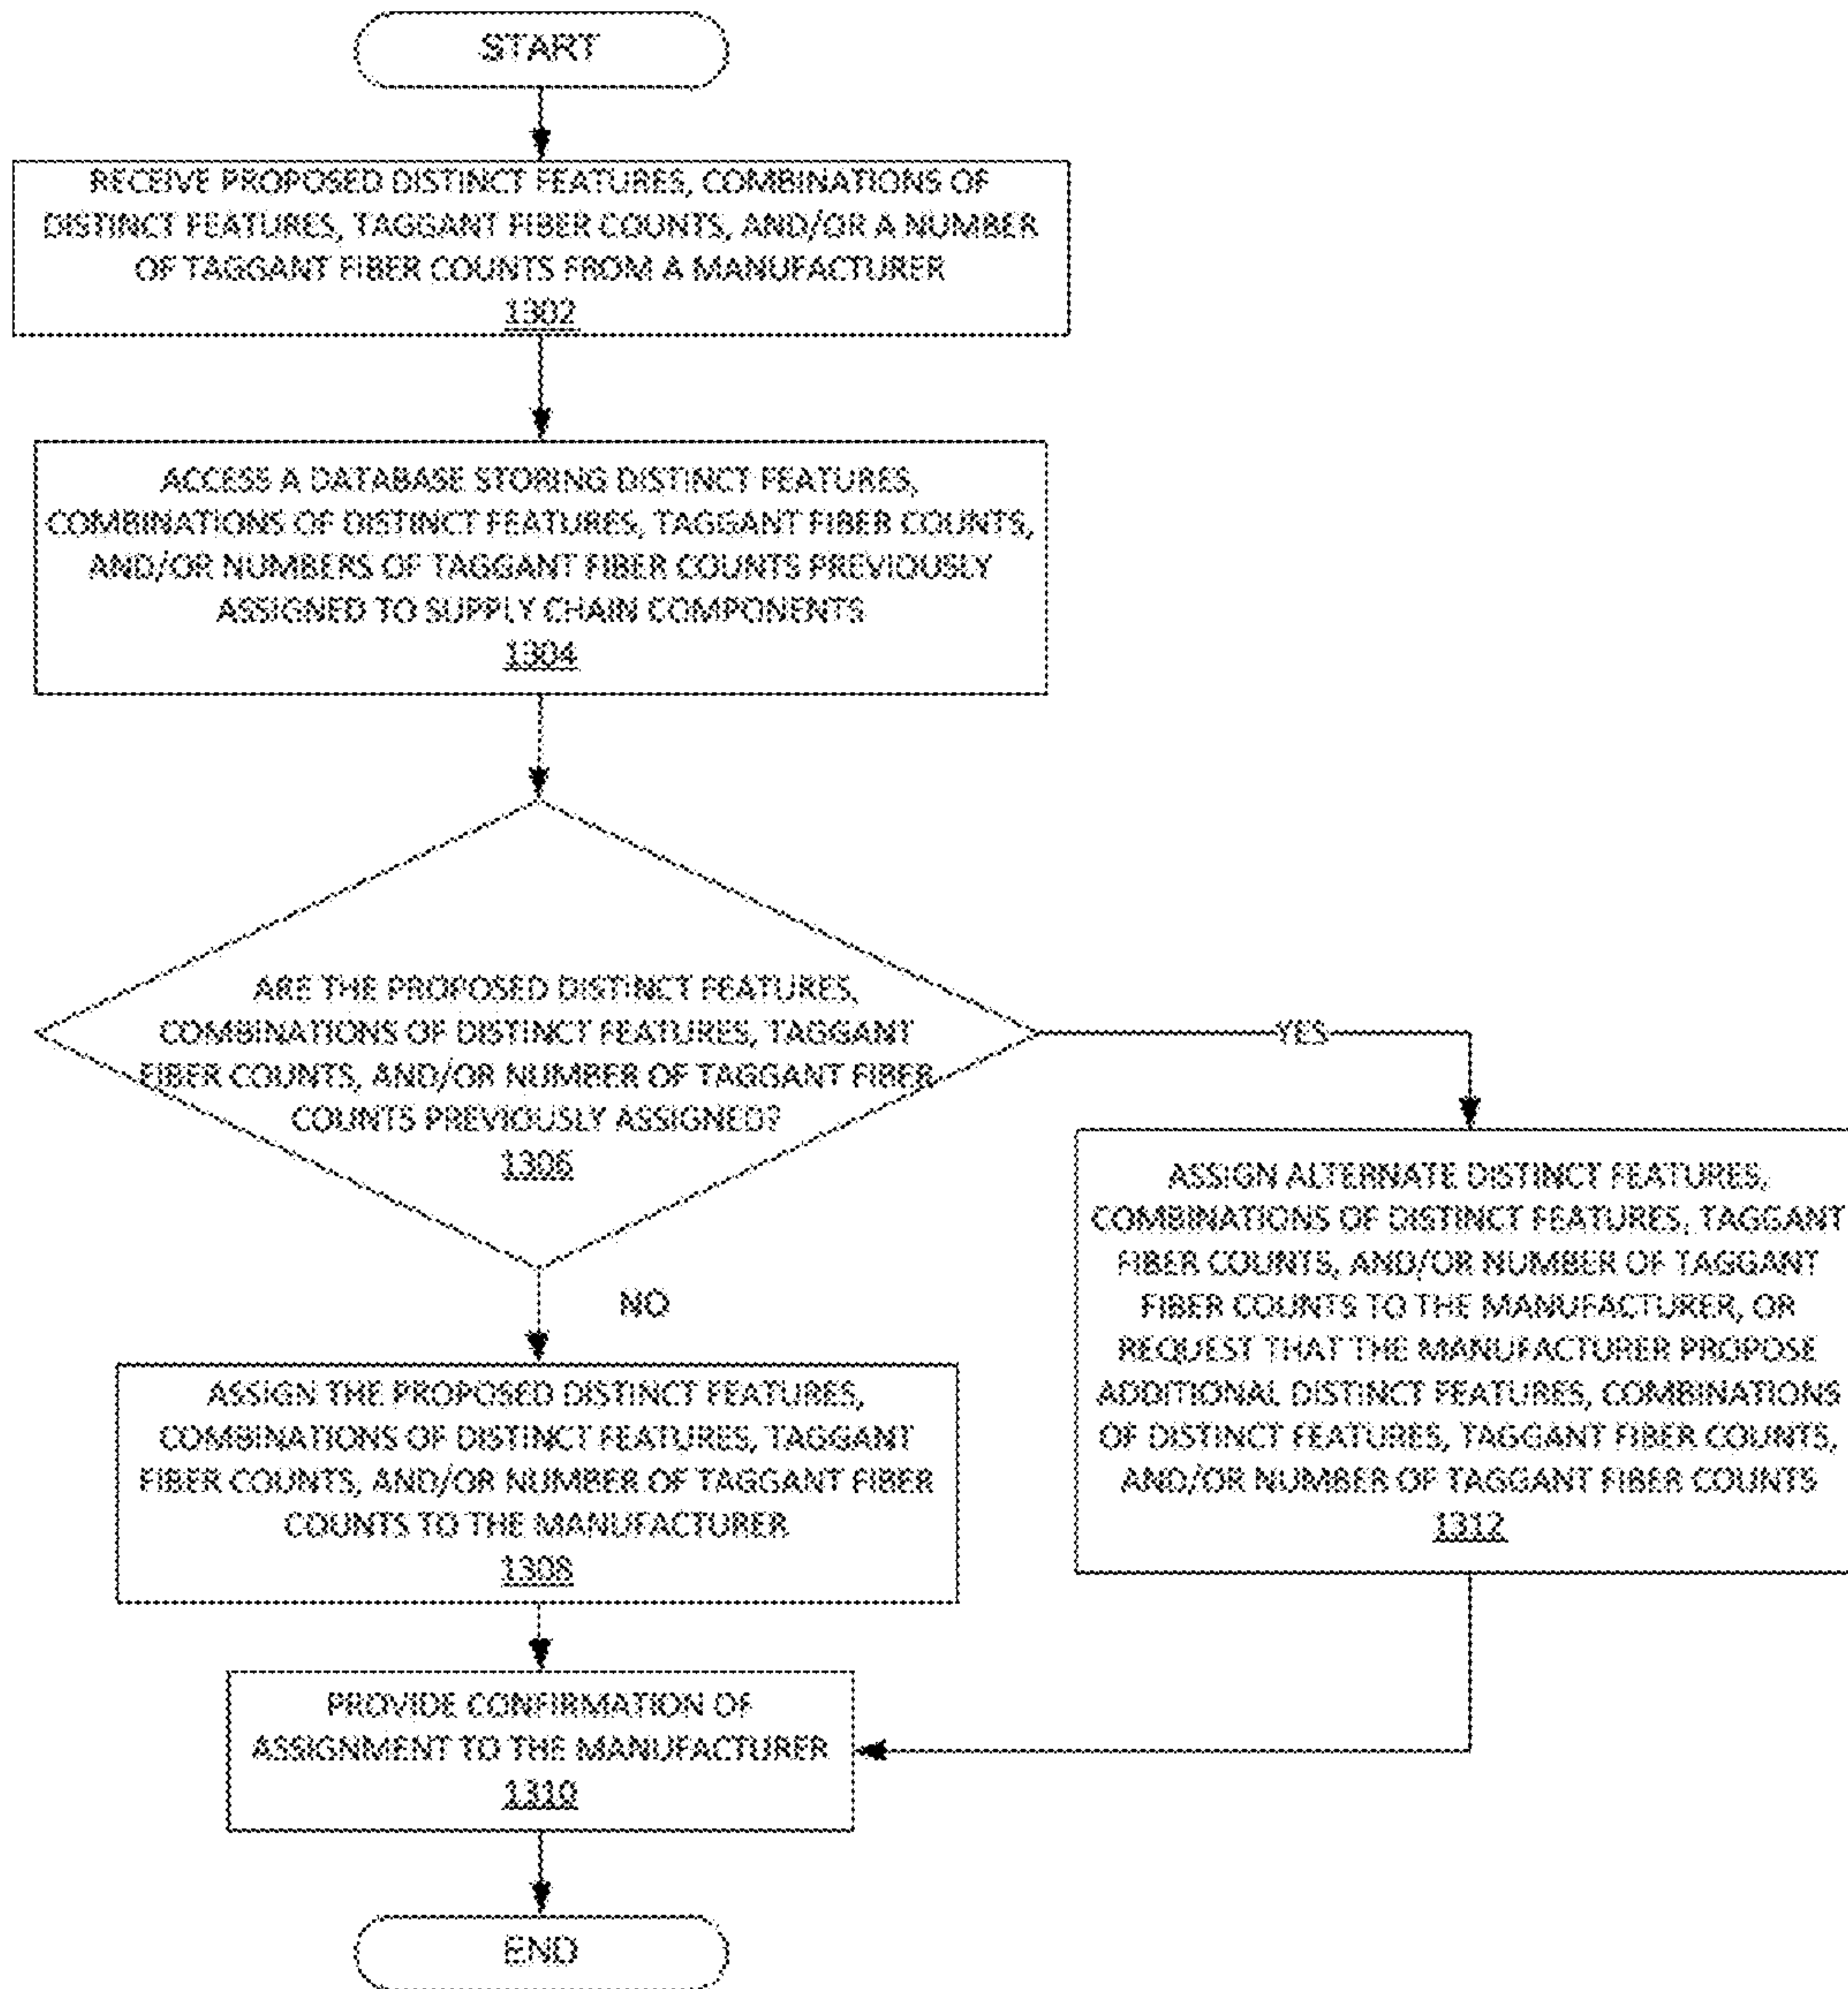 START
RECEIVE PROPOSED DISTINCT FEATURES, COMBINATIONS OF
DISTINCT FEATURES, TAGGANT FIBER COUNTS, AND/OR A NUMBER
OF TAGGANT FIBER COUNTS FROM A MANUFACTURER
1302
ACCESS A DATABASE STORING DISTINCT FEATURES,
COMBINATIONS OF DISTINCT FEATURES, TAGGANT FIBER COUNTS,
AND/OR NUMBERS OF TAGGANT FIBER COUNTS PREVIOUSLY
ASSIGNED TO SUPPLY CHAIN COMPONENTS
1304
ARE THE PROPOSED DISTINCT FEATURES,
COMBINATIONS OF DISTINCT FEATURES, TAGGANT
FIBER COUNTS, AND/OR NUMBER OF TAGGANT FIBER
COUNTS PREVIOUSLY ASSIGNED?
1306
YES
NO
ASSIGN ALTERNATE DISTINCT FEATURES,
COMBINATIONS OF DISTINCT FEATURES, TAGGANT
FIBER COUNTS, AND/OR NUMBER OF TAGGANT
FIBER COUNTS TO THE MANUFACTURER, OR
REQUEST THAT THE MANUFACTURER PROPOSE
ADDITIONAL DISTINCT FEATURES, COMBINATIONS
OF DISTINCT FEATURES, TAGGANT FIBER COUNTS,
AND/OR NUMBER OF TAGGANT FIBER COUNTS
1312
ASSIGN THE PROPOSED DISTINCT FEATURES,
COMBINATIONS OF DISTINCT FEATURES, TAGGANT
FIBER COUNTS, AND/OR NUMBER OF TAGGANT FIBER
COUNTS TO THE MANUFACTURER
1308
PROVIDE CONFIRMATION OF
ASSIGNMENT TO THE MANUFACTURER
1310
END